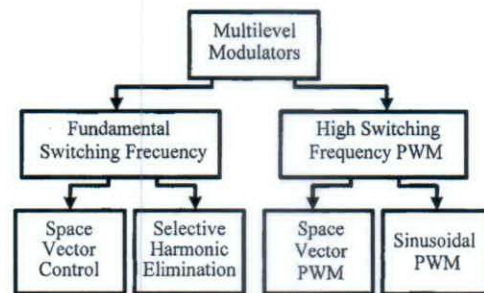 Multilevel
Modulators
Fundamental
Switching Frecuency
High Switching
Frequency PWM
Space
Vector
Control
Selective
Harmonic
Elimination
Space
Vector
PWM
Sinusoidal
PWM